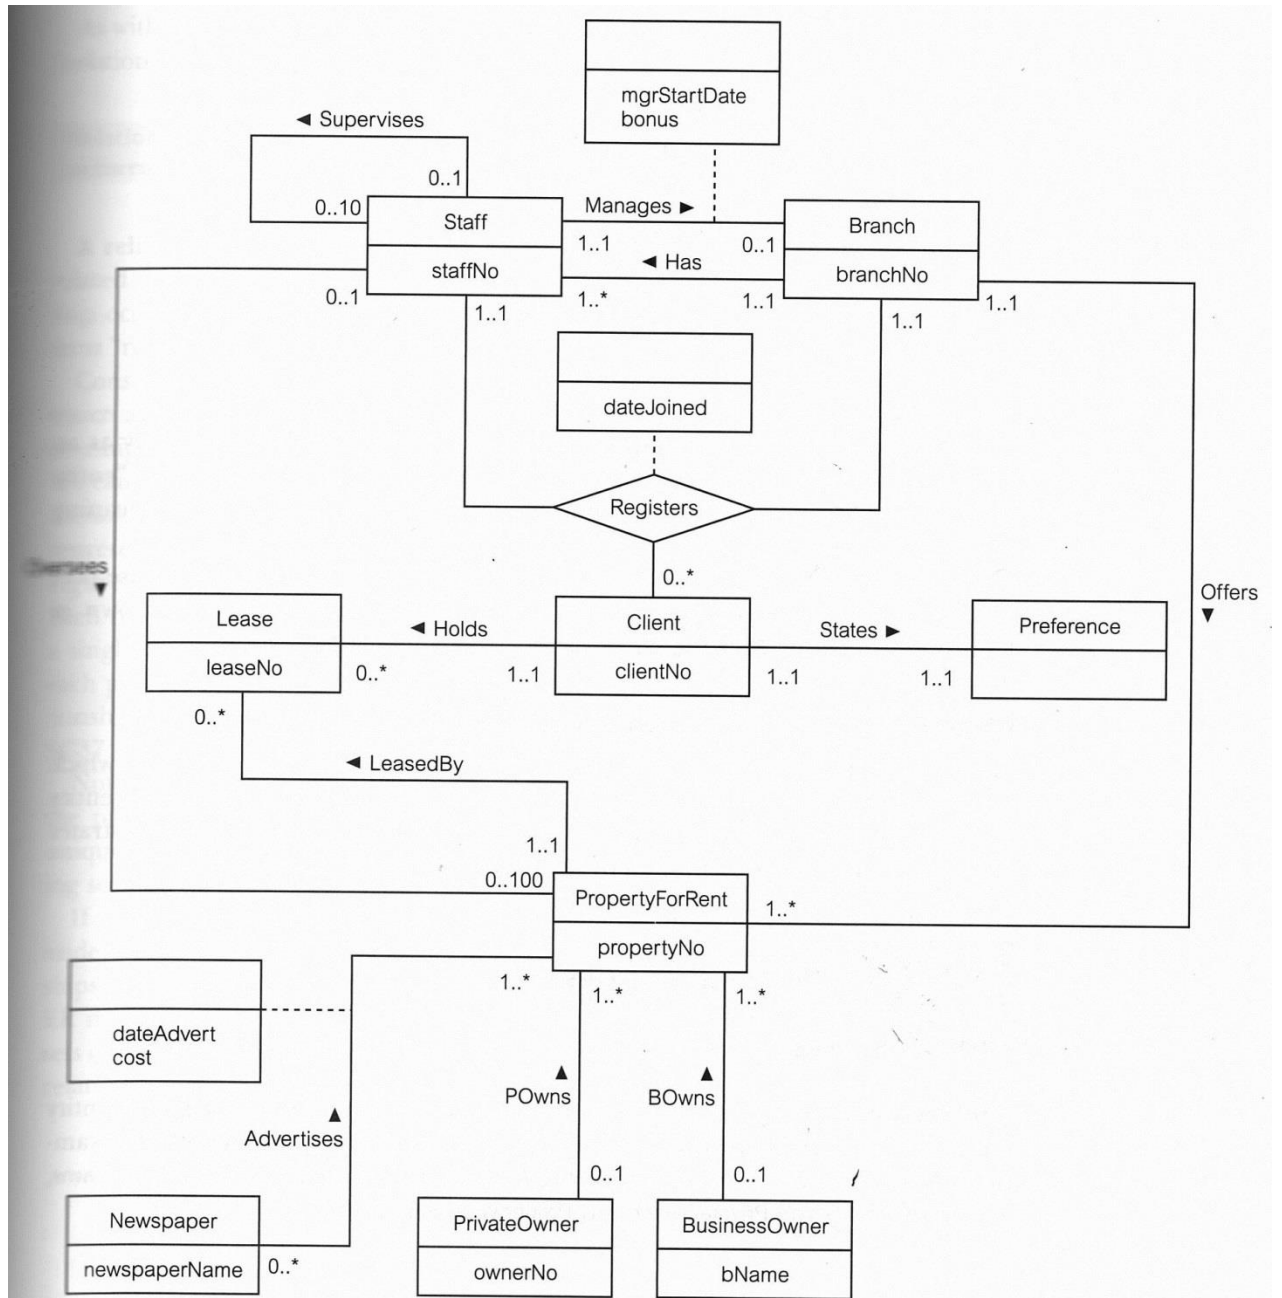 mgrStartDate
bonus
◄ Supervises
0..1
0..10
Staff
Manages ►
Branch
1..1
0..1
staffNo
◄ Has
branchNo
0..1
1..1
1..*
1..1
1..1
1..1
dateJoined
Registers
0..*
Offers
▼
Lease
◄ Holds
Client
States ►
Preference
leaseNo
0..*
1..1
clientNo
1..1
1..1
0..*
◄ LeasedBy
1..1
0..100
PropertyForRent
1..*
propertyNo
1..*
1..*
1..*
dateAdvert
cost
▲
POwns
▲
BOwns
▲
Advertises
0..1
0..1
Newspaper
PrivateOwner
BusinessOwner
newspaperName
0..*
ownerNo
bName